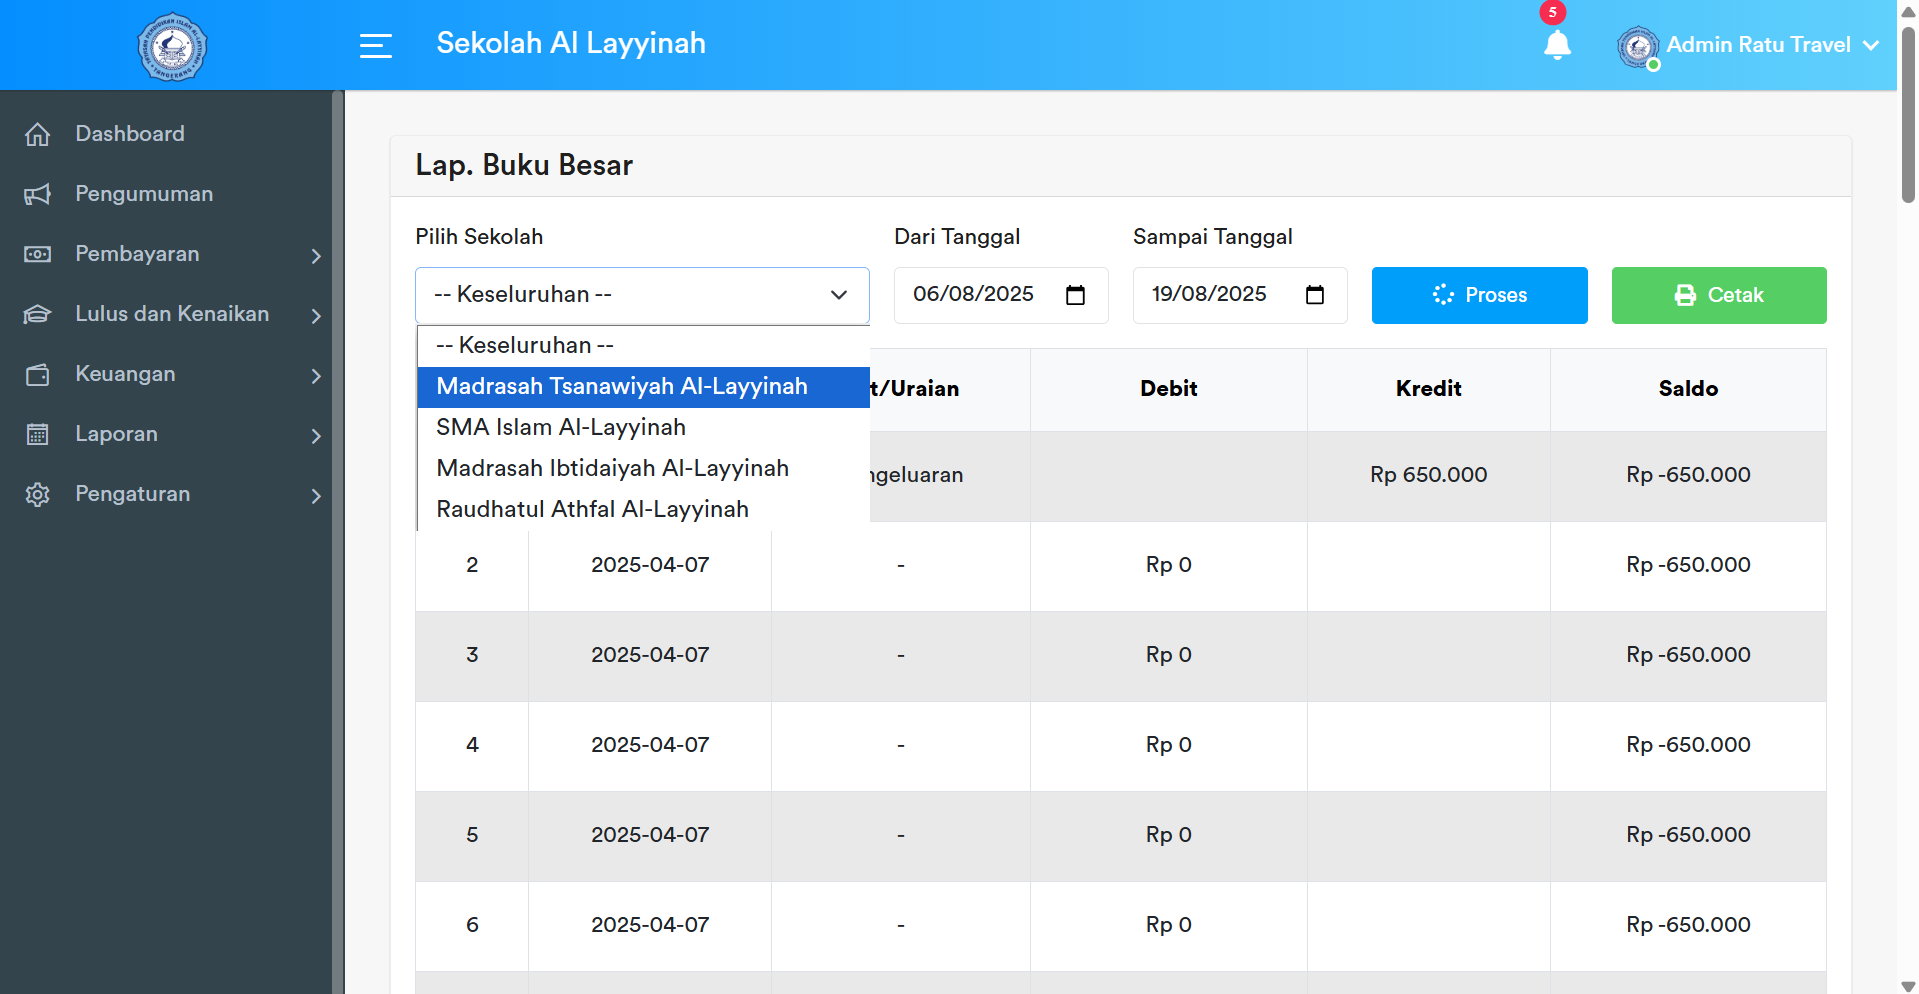 Sekolah Al Layyinah
5
Admin Ratu Travel
Dashboard
Pengumuman
Pembayaran
Lulus dan Kenaikan
Keuangan
Laporan
Pengaturan
Lap. Buku Besar
Pilih Sekolah
Dari Tanggal
Sampai Tanggal
-- Keseluruhan --
06/08/2025
19/08/2025
Proses
Cetak
-- Keseluruhan --
Madrasah Tsanawiyah Al-Layyinah
SMA Islam Al-Layyinah
Madrasah Ibtidaiyah Al-Layyinah
Raudhatul Athfal Al-Layyinah
t/Uraian Debit Kredit Saldo
ngeluaran Rp 650.000 Rp -650.000
2 2025-04-07 - Rp 0 Rp -650.000
3 2025-04-07 - Rp 0 Rp -650.000
4 2025-04-07 - Rp 0 Rp -650.000
5 2025-04-07 - Rp 0 Rp -650.000
6 2025-04-07 - Rp 0 Rp -650.000